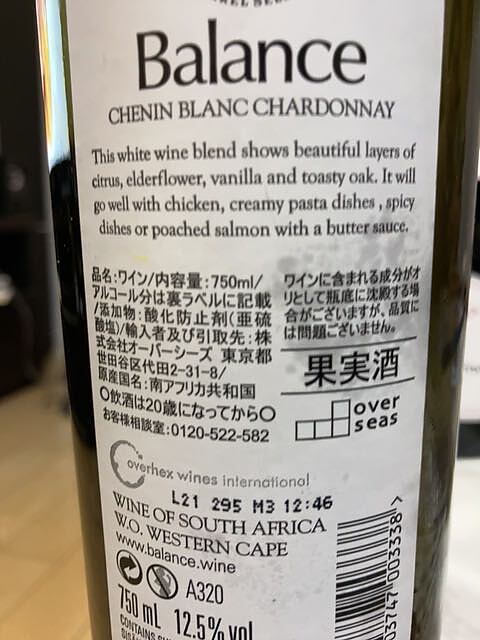 Balance
CHENIN BLANC CHARDONNAY
This white wine blend shows beautiful layers of
citrus, elderflower, vanilla and toasty oak. It will
go well with chicken, creamy pasta dishes , spicy
dishes or poached salmon with a butter sauce.
品名:ワイン/内容量:750ml/
アルコール分は裏ラベルに記載
/添加物:酸化防止剤(亜硫
酸塩)/輸入者及び引取先:株
式会社オーバーシーズ 東京都
世田谷区代田2-31-8/
原産国名:南アフリカ共和国
〇飲酒は20歳になってから〇
お客様相談室:0120-522-582
ワインに含まれる成分がオ
リとして瓶底に沈殿する場
合がございますが、品質に
は問題ございません。
果実酒
over
seas
overhex wines international
L21 295 M3 12:46
WINE OF SOUTH AFRICA
W.O. WESTERN CAPE
www.balance.wine
A320
750 mL 12.5% vol
CONTAINS